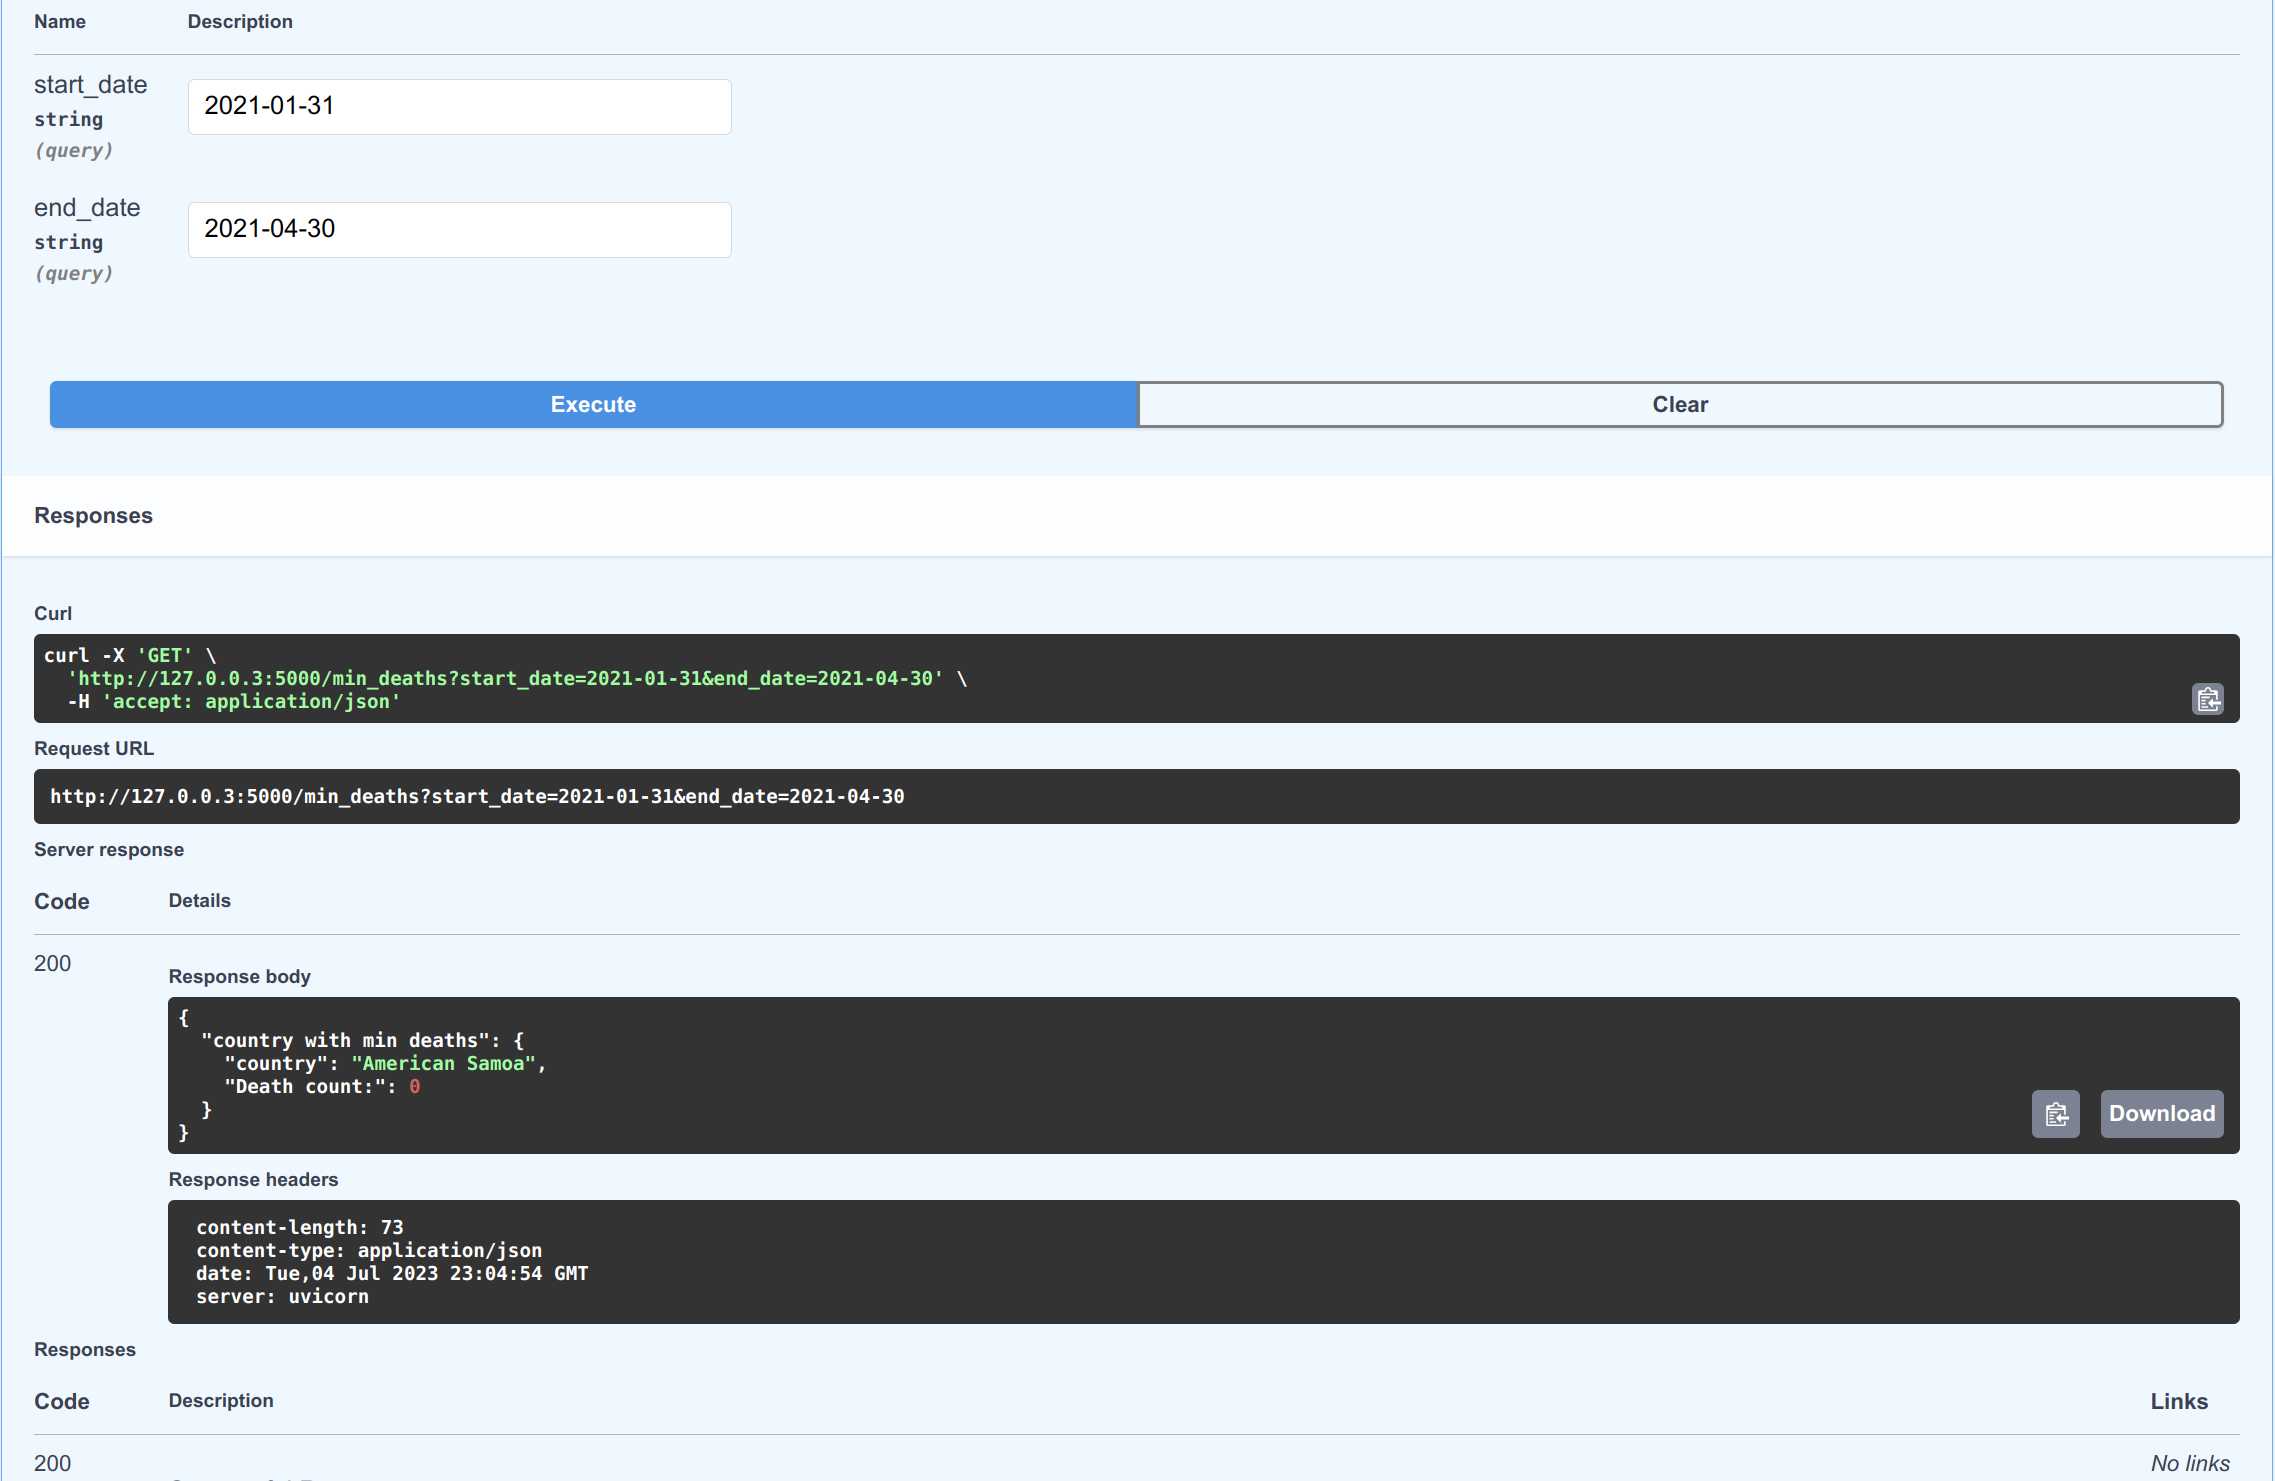 Name Description
start_date
string
(query)
2021-01-31
end_date
string
(query)
2021-04-30
Execute Clear
Responses
Curl
curl -X 'GET' \
'http://127.0.0.3:5000/min_deaths?start_date=2021-01-31&end_date=2021-04-30' \
-H 'accept: application/json'
Request URL
http://127.0.0.3:5000/min_deaths?start_date=2021-01-31&end_date=2021-04-30
Server response
Code Details
200
Response body
{
"country with min deaths": {
"country": "American Samoa",
"Death count:": 0
}
}
Download
Response headers
content-length: 73
content-type: application/json
date: Tue,04 Jul 2023 23:04:54 GMT
server: uvicorn
Responses
Code Description Links
200 No links